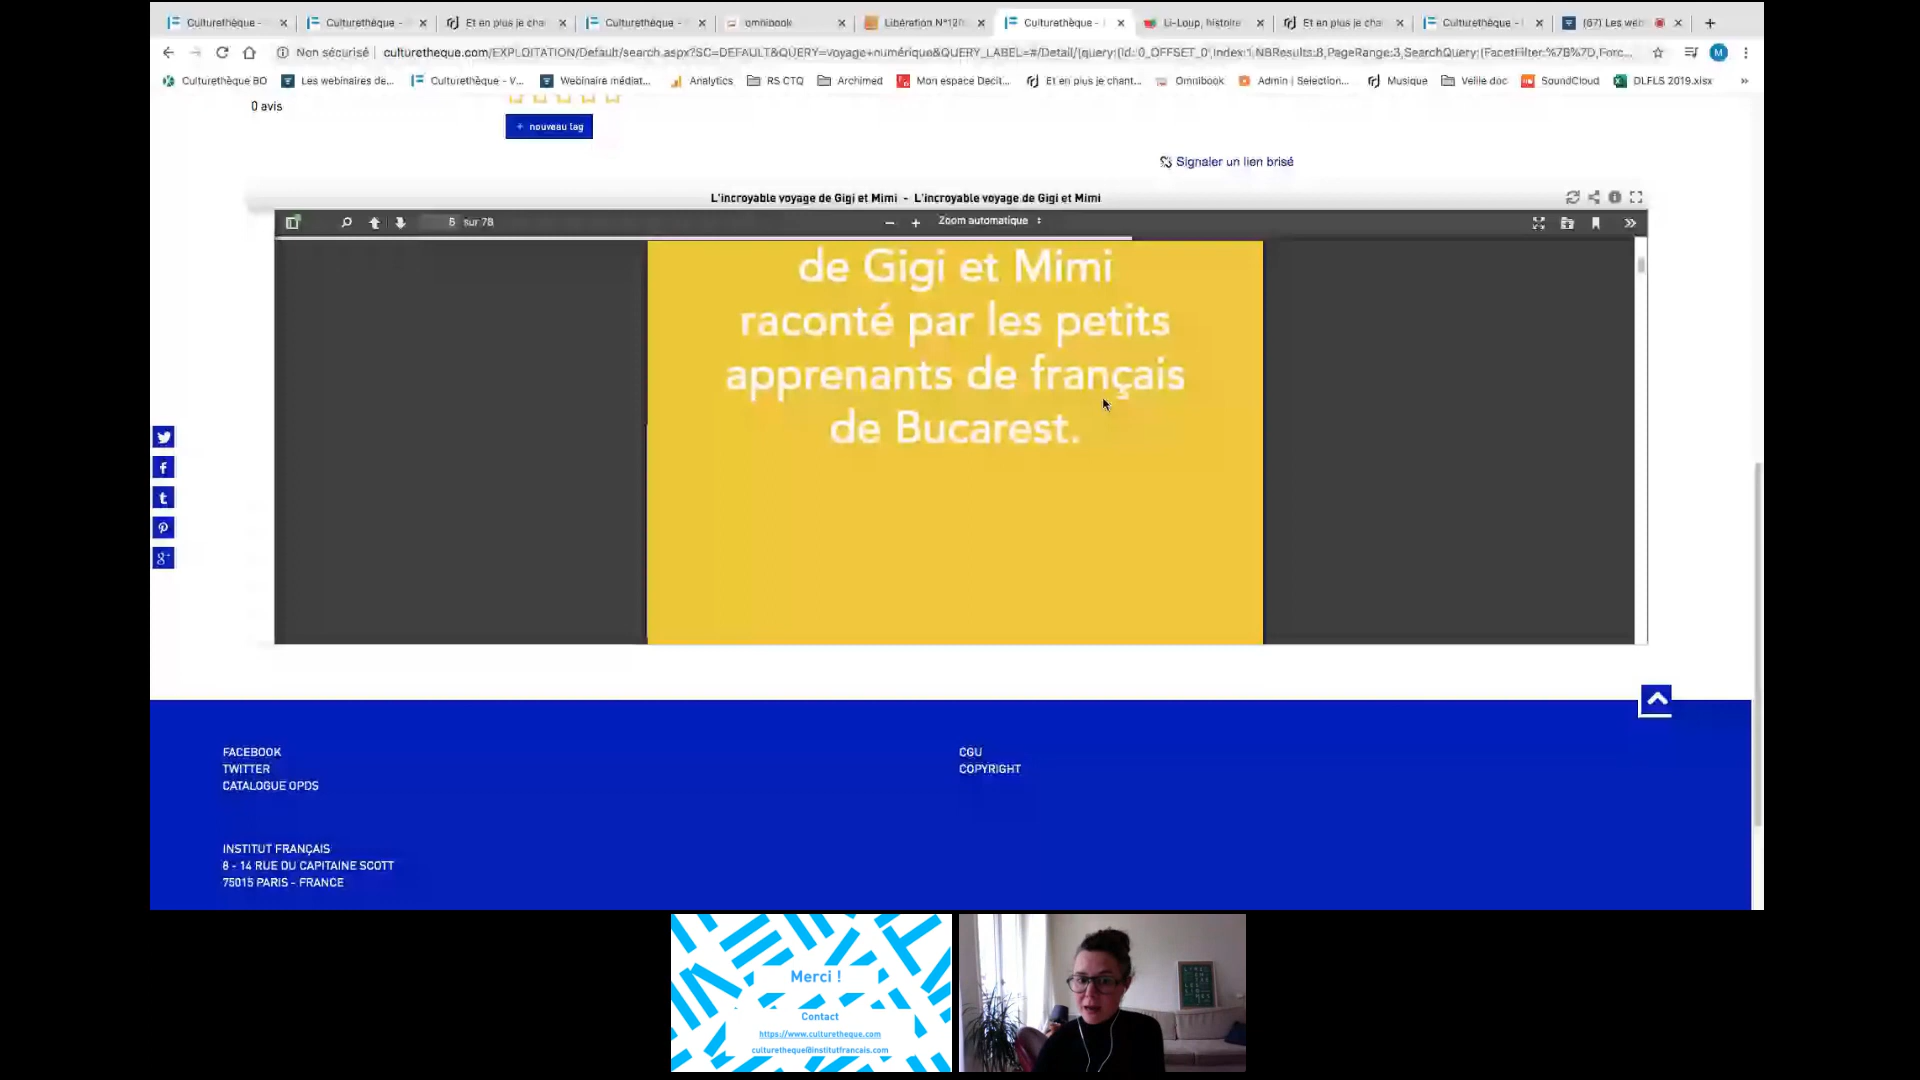 Culturethèque -
Culturethèque -
Et en plus je cha
Culturethèque -
omnibook
Libération N°12
Culturethèque -
Li-Loup, histoire
Et en plus je cha
Culturethèque -
(67) Les web
Non sécurisé
culturetheque.com/EXPLOITATION/Default/search.aspx?SC=DEFAULT&QUERY=voyage+numérique&QUERY_LABEL=#/Detail/(query:(Id:'0_OFFSET_0',Index:1,NBResults:8,PageRange:3,SearchQuery:(FacetFilter:%7B%7D,Forc...
Culturethèque BO
Les webinaires de...
Culturethèque - V...
Webinaire médiat...
Analytics
RS CTQ
Archimed
Mon espace Decit...
Et en plus je chant...
Omnibook
Admin | Selection...
Musique
Veille doc
SoundCloud
DLFLS 2019.xlsx
0 avis
+ nouveau tag
Signaler un lien brisé
L'incroyable voyage de Gigi et Mimi - L'incroyable voyage de Gigi et Mimi
sur 78
Zoom automatique
de Gigi et Mimi
raconté par les petits
apprenants de français
de Bucarest.
FACEBOOK
TWITTER
CATALOGUE OPDS
CGU
COPYRIGHT
INSTITUT FRANÇAIS
8 - 14 RUE DU CAPITAINE SCOTT
75015 PARIS - FRANCE
Merci !
Contact
https://www.culturetheque.com
culturetheque@institutfrancais.com